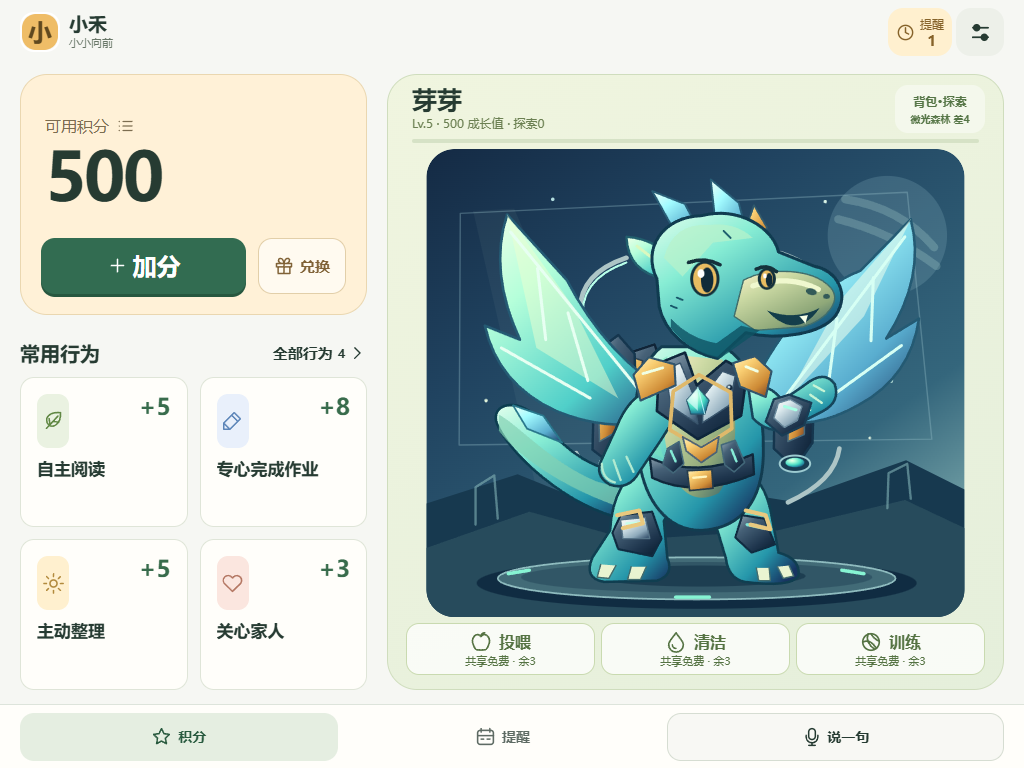 小
小禾
小小向前
提醒
1
可用积分
500
+ 加分
兑换
芽芽
Lv.5 · 500 成长值 · 探索0
背包•探索
微光森林 差4
常用行为
全部行为 4
+5
自主阅读
+8
专心完成作业
+5
主动整理
+3
关心家人
投喂
共享免费 · 余3
清洁
共享免费 · 余3
训练
共享免费 · 余3
积分
提醒
说一句